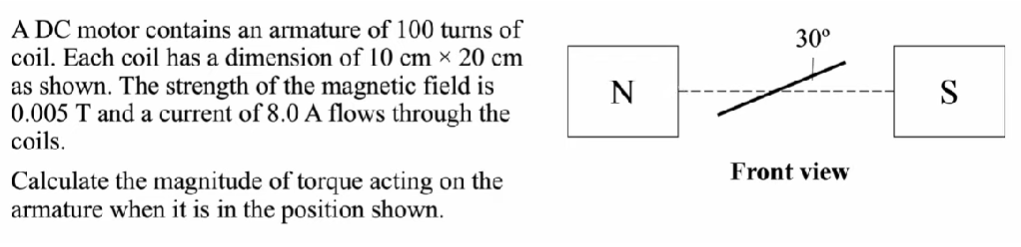 A DC motor contains an armature of 100 turns of
coil. Each coil has a dimension of 10 cm × 20 cm
as shown. The strength of the magnetic field is
0.005 T and a current of 8.0 A flows through the
coils.
Calculate the magnitude of torque acting on the
armature when it is in the position shown.
30º
N
S
Front view